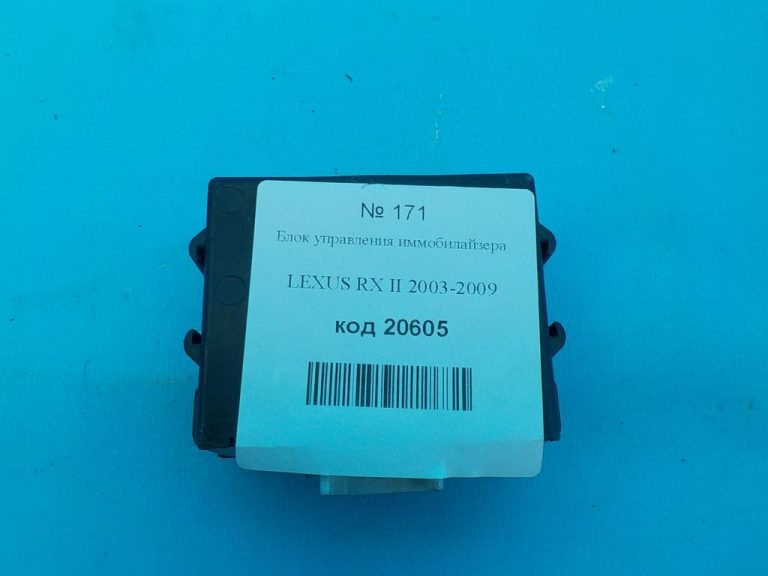 № 171
Блок управления иммобилайзера
LEXUS RX II 2003-2009
код 20605